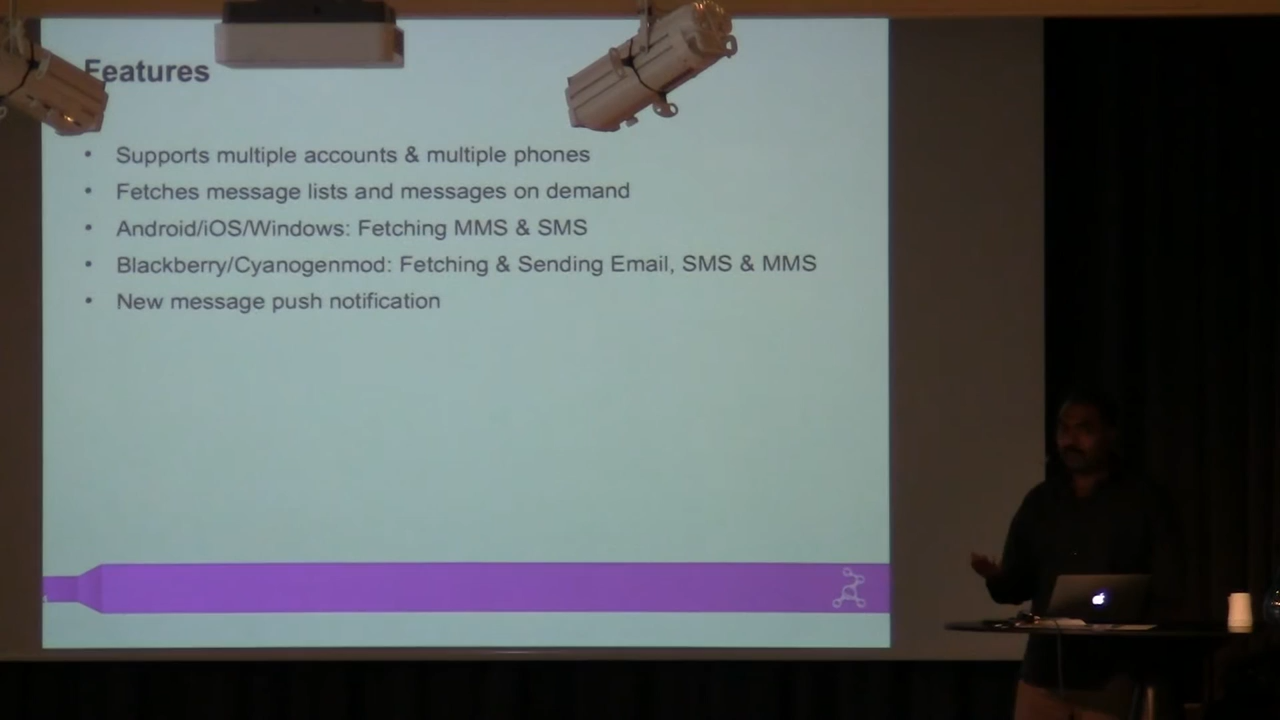 Features
• Supports multiple accounts & multiple phones
• Fetches message lists and messages on demand
• Android/iOS/Windows: Fetching MMS & SMS
• Blackberry/Cyanogenmod: Fetching & Sending Email, SMS & MMS
• New message push notification